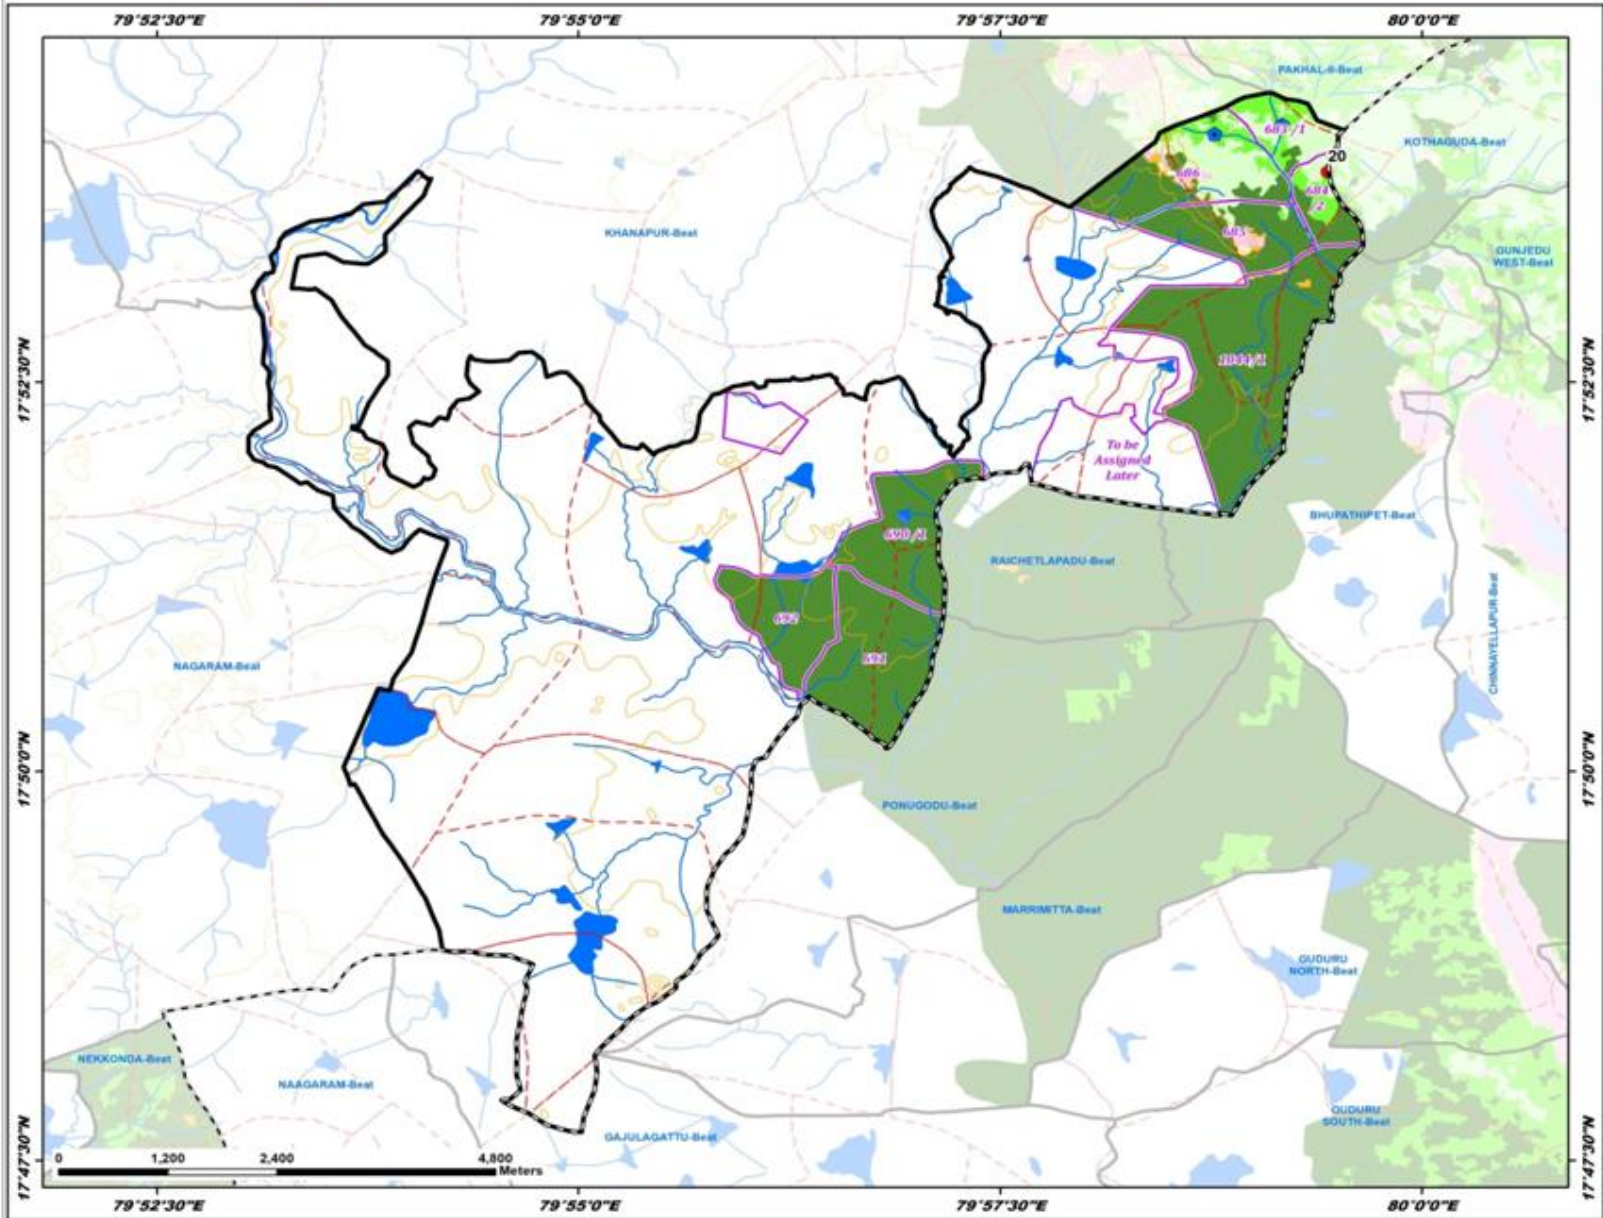 79°52'30"E 79°55'0"E 79°57'30"E 80°0'0"E
PAKHAL-II-Beat
683 /1
KOTHAGUDA-Beat
20
686
684
/2
KHANAPUR-Beat
685
GUNJEDU
WEST-Beat
17°52'30"N 17°52'30"N
1044/1
To be
Assigned
Later
BHUPATHIPET-Beat
690 /1
RAICHETLAPADU-Beat
692
CHINNAYELLAPUR-Beat
691
NAGARAM-Beat
17°50'0"N 17°50'0"N
PONUGODU-Beat
MARRIMITTA-Beat
GUDURU
NORTH-Beat
NEKKONDA-Beat
NAAGARAM-Beat
GUDURU
SOUTH-Beat
GAJULAGATTU-Beat
17°47'30"N 17°47'30"N
0 1,200 2,400 4,800
Meters
79°52'30"E 79°55'0"E 79°57'30"E 80°0'0"E